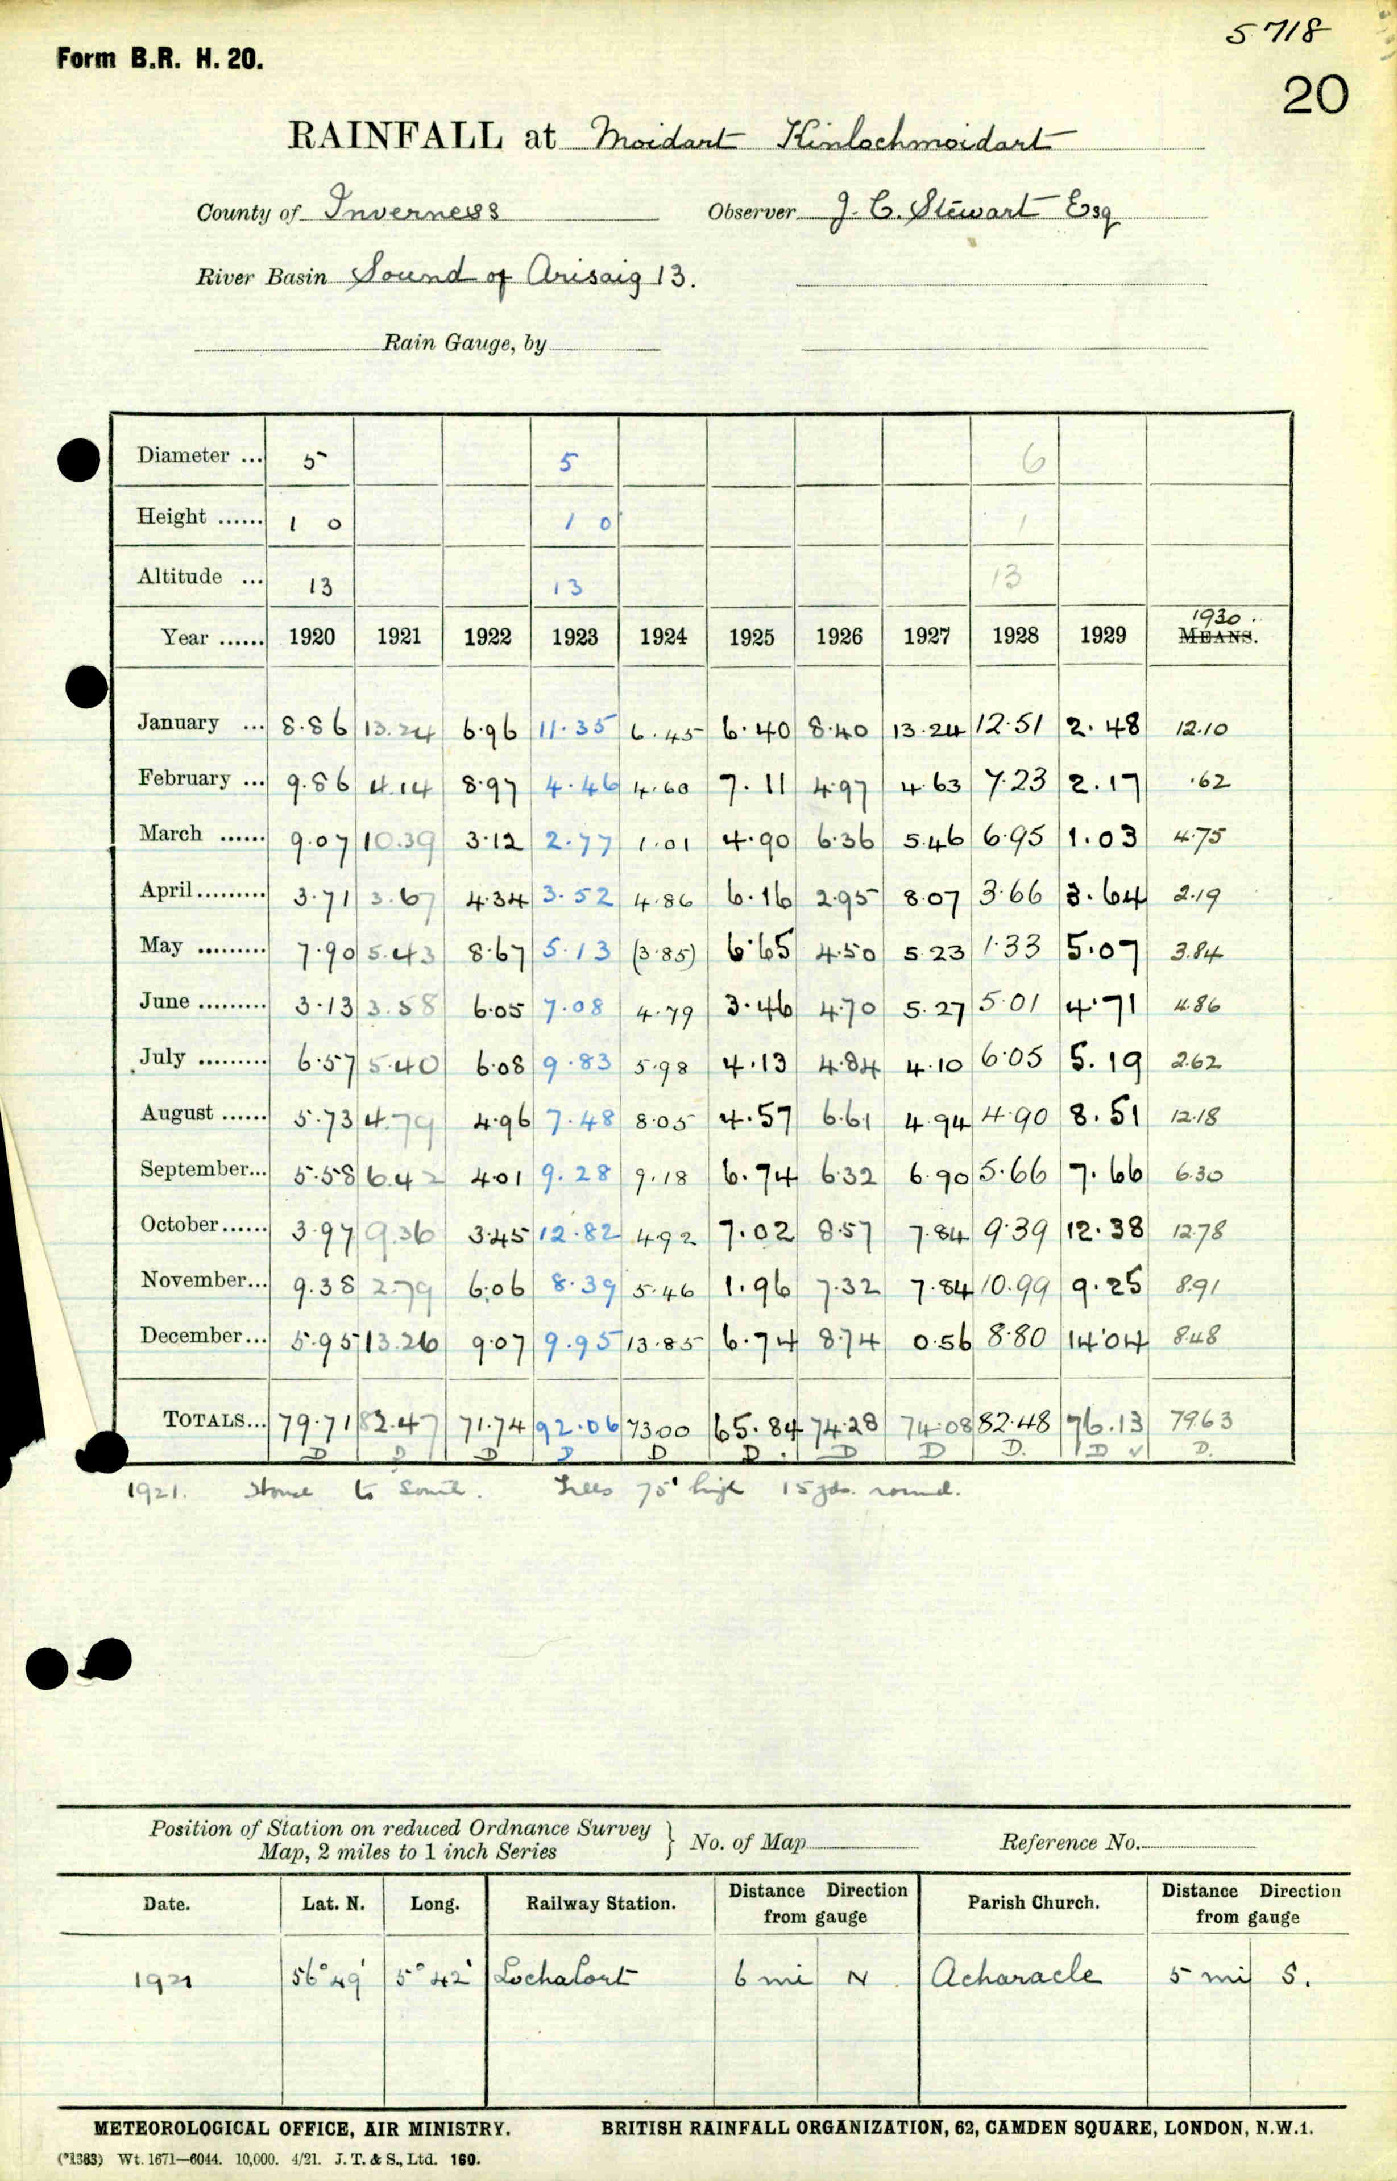 5718
Form B.R. H. 20.
20
RAINFALL at Moidart Kinlochmoidart
County of Inverness Observer J. C. Stewart Esq
River Basin Sound of Arisaig 13.
Rain Gauge, by
Diameter ... 5 5 6
Height ...... 1 0 1 0 1
Altitude ... 13 13 13
1930
Year ...... 1920 1921 1922 1923 1924 1925 1926 1927 1928 1929 MEANS.
January ... 8.86 13.24 6.96 11.35 6.45 6.40 8.40 13.24 12.51 2.48 12.10
February ... 9.86 4.14 8.97 4.46 4.60 7.11 4.97 4.63 7.23 2.17 .62
March ...... 9.07 10.39 3.12 2.77 1.01 4.90 6.36 5.46 6.95 1.03 4.75
April......... 3.71 3.67 4.34 3.52 4.86 6.16 2.95 8.07 3.66 3.64 2.19
May ......... 7.90 5.43 8.67 5.13 (3.85) 6.65 4.50 5.23 1.33 5.07 3.84
June ......... 3.13 3.58 6.05 7.08 4.79 3.46 4.70 5.27 5.01 4.71 4.86
July ......... 6.57 5.40 6.08 9.83 5.98 4.13 4.84 4.10 6.05 5.19 2.62
August ...... 5.73 4.79 4.96 7.48 8.05 4.57 6.61 4.94 4.90 8.51 12.18
September... 5.58 6.42 4.01 9.28 9.18 6.74 6.32 6.90 5.66 7.66 6.30
October...... 3.97 9.36 3.45 12.82 4.92 7.02 8.57 7.84 9.39 12.38 12.78
November... 9.38 2.79 6.06 8.39 5.46 1.96 7.32 7.84 10.99 9.25 8.91
December... 5.95 13.26 9.07 9.95 13.85 6.74 8.74 0.56 8.80 14.04 8.48
TOTALS... 79.71 82.47 71.74 92.06 73.00 65.84 74.28 74.08 82.48 76.13 79.63
D D D D D D. D D D. D ✓ D.
1921. House to South. Trees 75' high 15 yds. round.
Position of Station on reduced Ordnance Survey
Map, 2 miles to 1 inch Series } No. of Map Reference No.
Date. Lat. N. Long. Railway Station. Distance from gauge Direction Parish Church. Distance from gauge Direction
1921 56°49' 5°42' Lochailort 6 mi N Acharacle 5 mi S.
METEOROLOGICAL OFFICE, AIR MINISTRY. BRITISH RAINFALL ORGANIZATION, 62, CAMDEN SQUARE, LONDON, N.W.1.
(*1383) Wt. 1671—6044. 10,000. 4/21. J. T. & S., Ltd. 160.